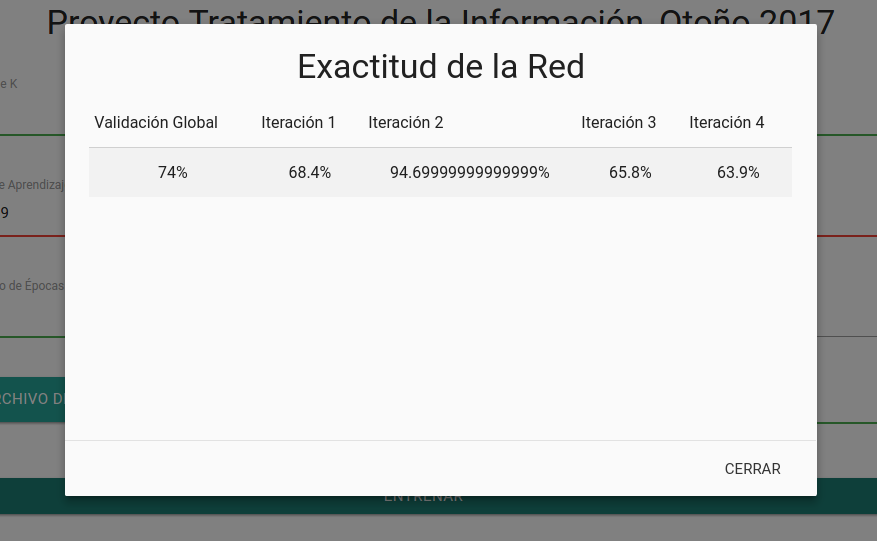 Proyecto Tratamiento de la Información, Otoño 2017
Exactitud de la Red
e K
Validación Global Iteración 1 Iteración 2 Iteración 3 Iteración 4
74% 68.4% 94.69999999999999% 65.8% 63.9%
e Aprendizaj
9
o de Épocas
RCHIVO D
CERRAR
ENTRENAR